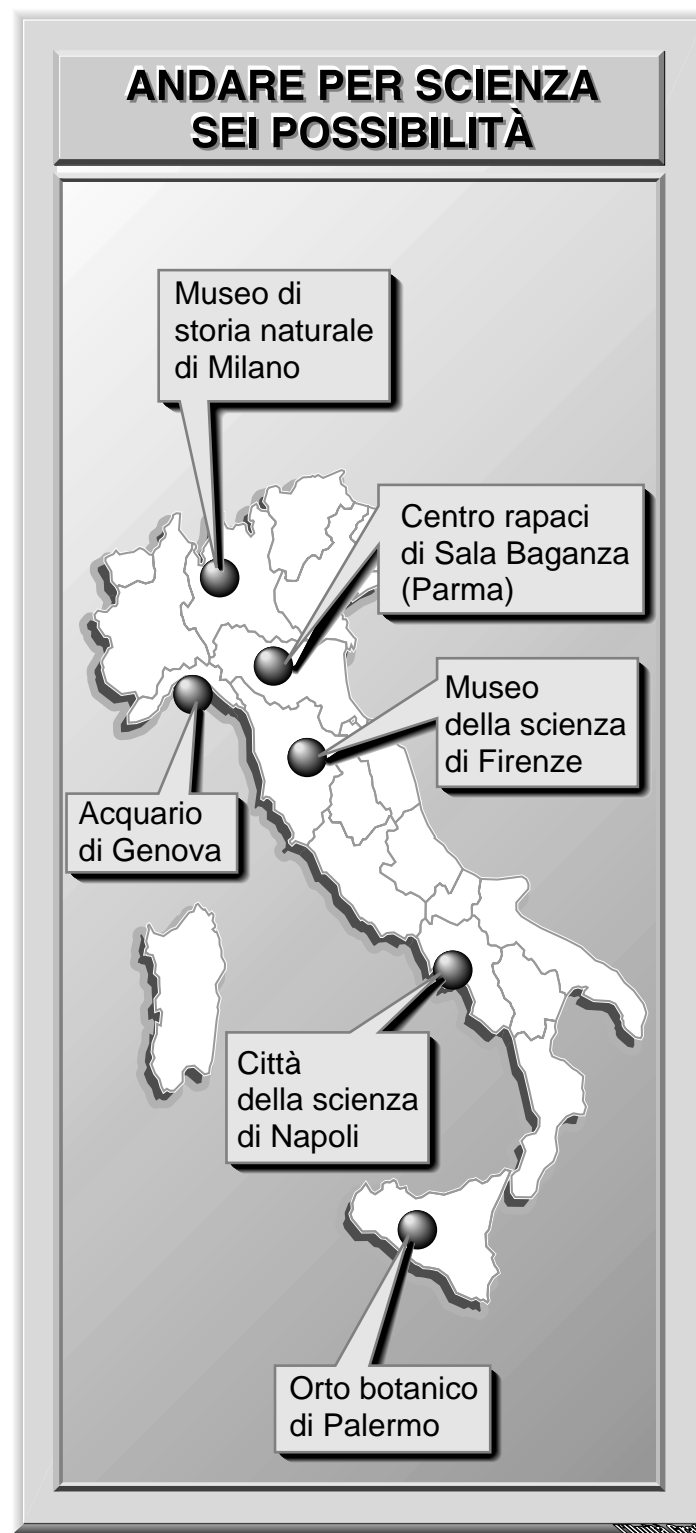 ANDARE PER SCIENZA
SEI POSSIBILITÀ
Museo di
storia naturale
di Milano
Centro rapaci
di Sala Baganza
(Parma)
Museo
della scienza
di Firenze
Acquario
di Genova
Città
della scienza
di Napoli
Orto botanico
di Palermo